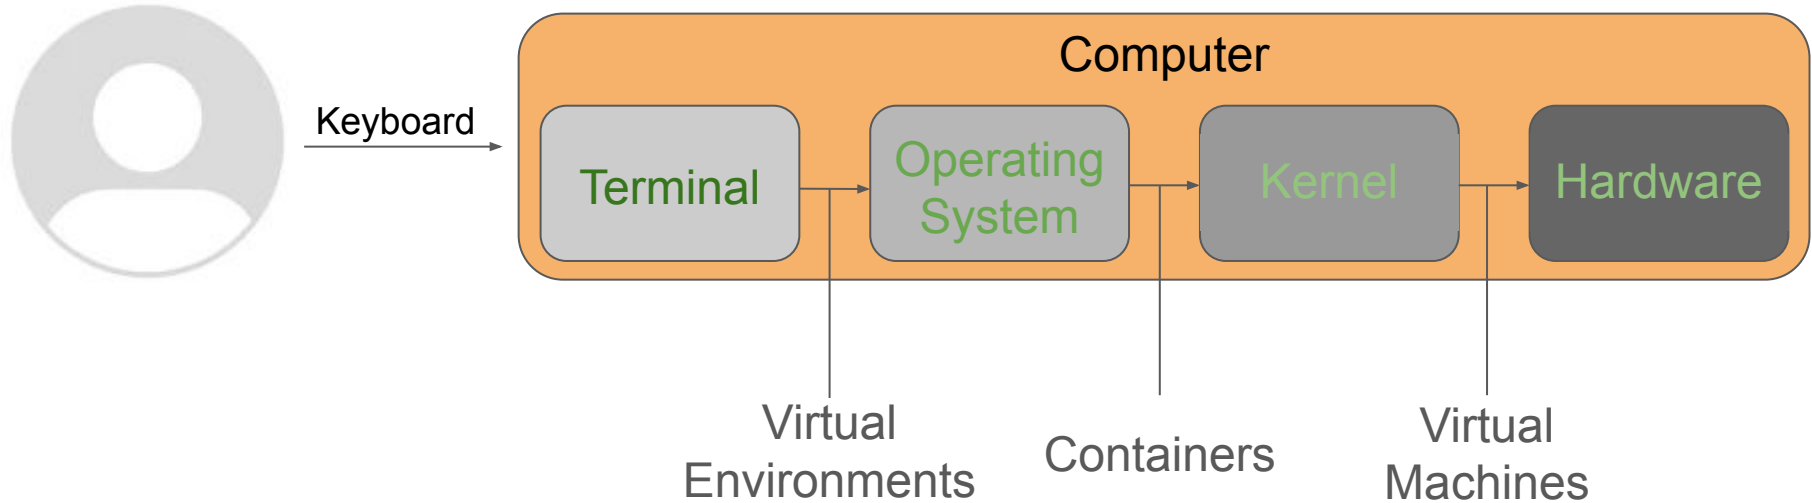 Computer
Keyboard
Terminal
Operating
System
Kernel
Hardware
Virtual
Environments
Containers
Virtual
Machines